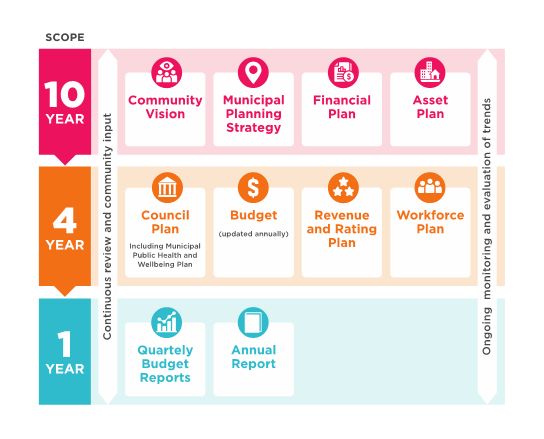 SCOPE
10
YEAR
Continuous review and community input
Community
Vision
Municipal
Planning
Strategy
Financial
Plan
Asset
Plan
Ongoing monitoring and evaluation of trends
4
YEAR
Council
Plan
Including Municipal
Public Health and
Wellbeing Plan
$
Budget
(updated annually)
Revenue
and Rating
Plan
Workforce
Plan
1
YEAR
Quartely
Budget
Reports
Annual
Report